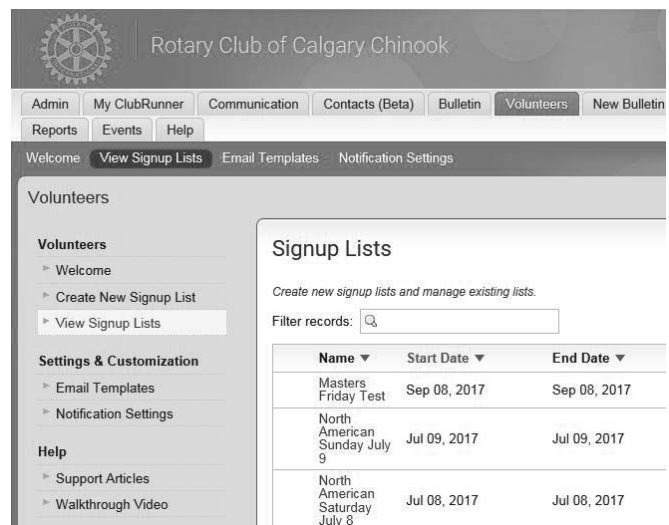 Rotary Club of Calgary Chinook
Admin My ClubRunner Communication Contacts (Beta) Bulletin Volunteers New Bulletin
Reports Events Help
Welcome View Signup Lists Email Templates Notification Settings
Volunteers
Volunteers
Welcome
Create New Signup List
View Signup Lists
Settings & Customization
Email Templates
Notification Settings
Help
Support Articles
Walkthrough Video
Signup Lists
Create new signup lists and manage existing lists.
Filter records:
Name ▼ Start Date ▼ End Date ▼
Masters
Friday Test Sep 08, 2017 Sep 08, 2017
North
American
Sunday July Jul 09, 2017 Jul 09, 2017
9
North
American
Saturday Jul 08, 2017 Jul 08, 2017
July 8